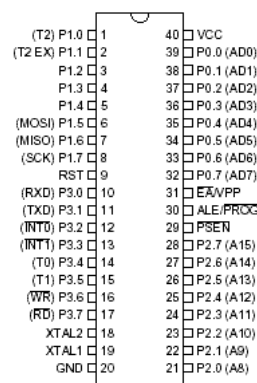 (T2) P1.0 1 40 VCC
(T2 EX) P1.1 2 39 P0.0 (AD0)
P1.2 3 38 P0.1 (AD1)
P1.3 4 37 P0.2 (AD2)
P1.4 5 36 P0.3 (AD3)
(MOSI) P1.5 6 35 P0.4 (AD4)
(MISO) P1.6 7 34 P0.5 (AD5)
(SCK) P1.7 8 33 P0.6 (AD6)
RST 9 32 P0.7 (AD7)
(RXD) P3.0 10 31 EA/VPP
(TXD) P3.1 11 30 ALE/PROG
(INT0) P3.2 12 29 PSEN
(INT1) P3.3 13 28 P2.7 (A15)
(T0) P3.4 14 27 P2.6 (A14)
(T1) P3.5 15 26 P2.5 (A13)
(WR) P3.6 16 25 P2.4 (A12)
(RD) P3.7 17 24 P2.3 (A11)
XTAL2 18 23 P2.2 (A10)
XTAL1 19 22 P2.1 (A9)
GND 20 21 P2.0 (A8)